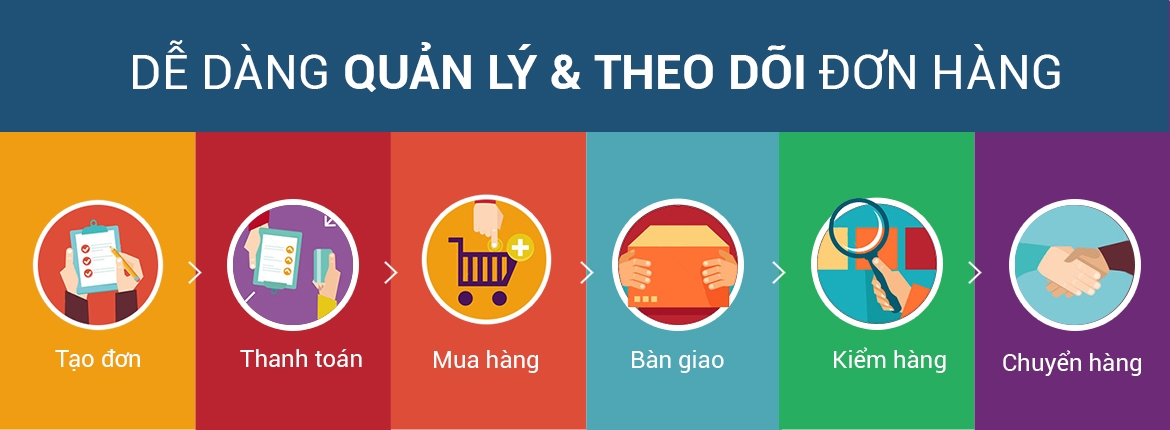 DỄ DÀNG QUẢN LÝ & THEO DÕI ĐƠN HÀNG
Tạo đơn
Thanh toán
Mua hàng
Bàn giao
Kiểm hàng
Chuyển hàng